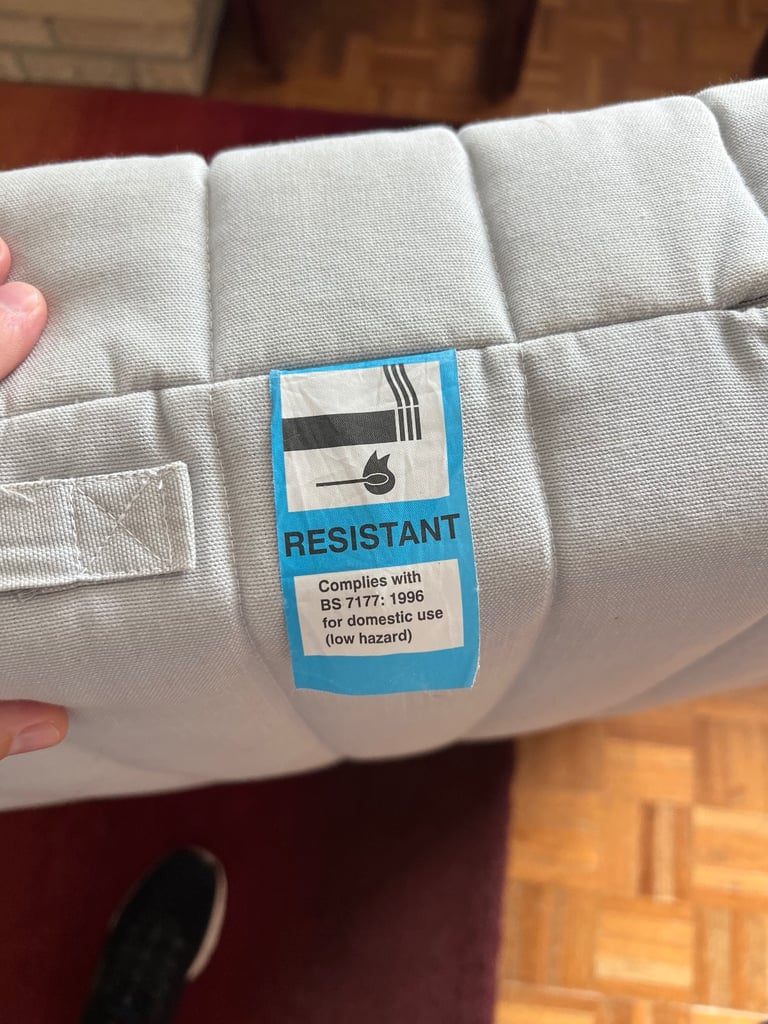 RESISTANT
Complies with
BS 7177: 1996
for domestic use
(low hazard)